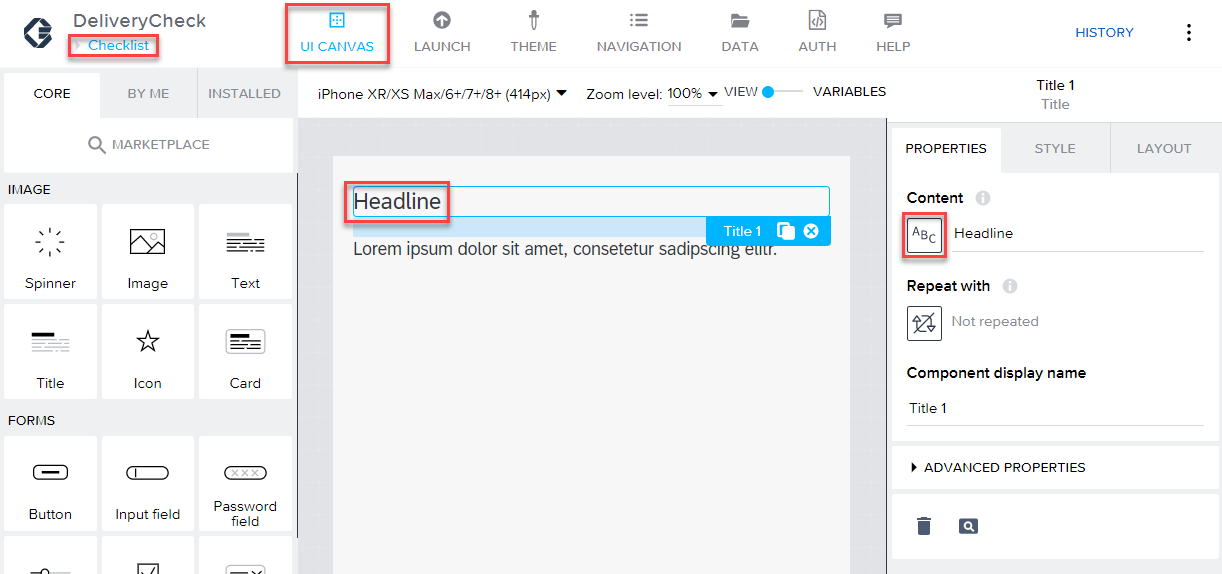 DeliveryCheck
Checklist
UI CANVAS
LAUNCH
THEME
NAVIGATION
DATA
AUTH
HELP
HISTORY
CORE
BY ME
INSTALLED
MARKETPLACE
IMAGE
Spinner
Image
Text
Title
Icon
Card
FORMS
Button
Input field
Password
field
iPhone XR/XS Max/6+/7+/8+ (414px)
Zoom level: 100%
VIEW
VARIABLES
Headline
Title 1
Lorem ipsum dolor sit amet, consetetur sadipscing elitr.
Title 1
Title
PROPERTIES
STYLE
LAYOUT
Content
ABC
Headline
Repeat with
Not repeated
Component display name
Title 1
ADVANCED PROPERTIES